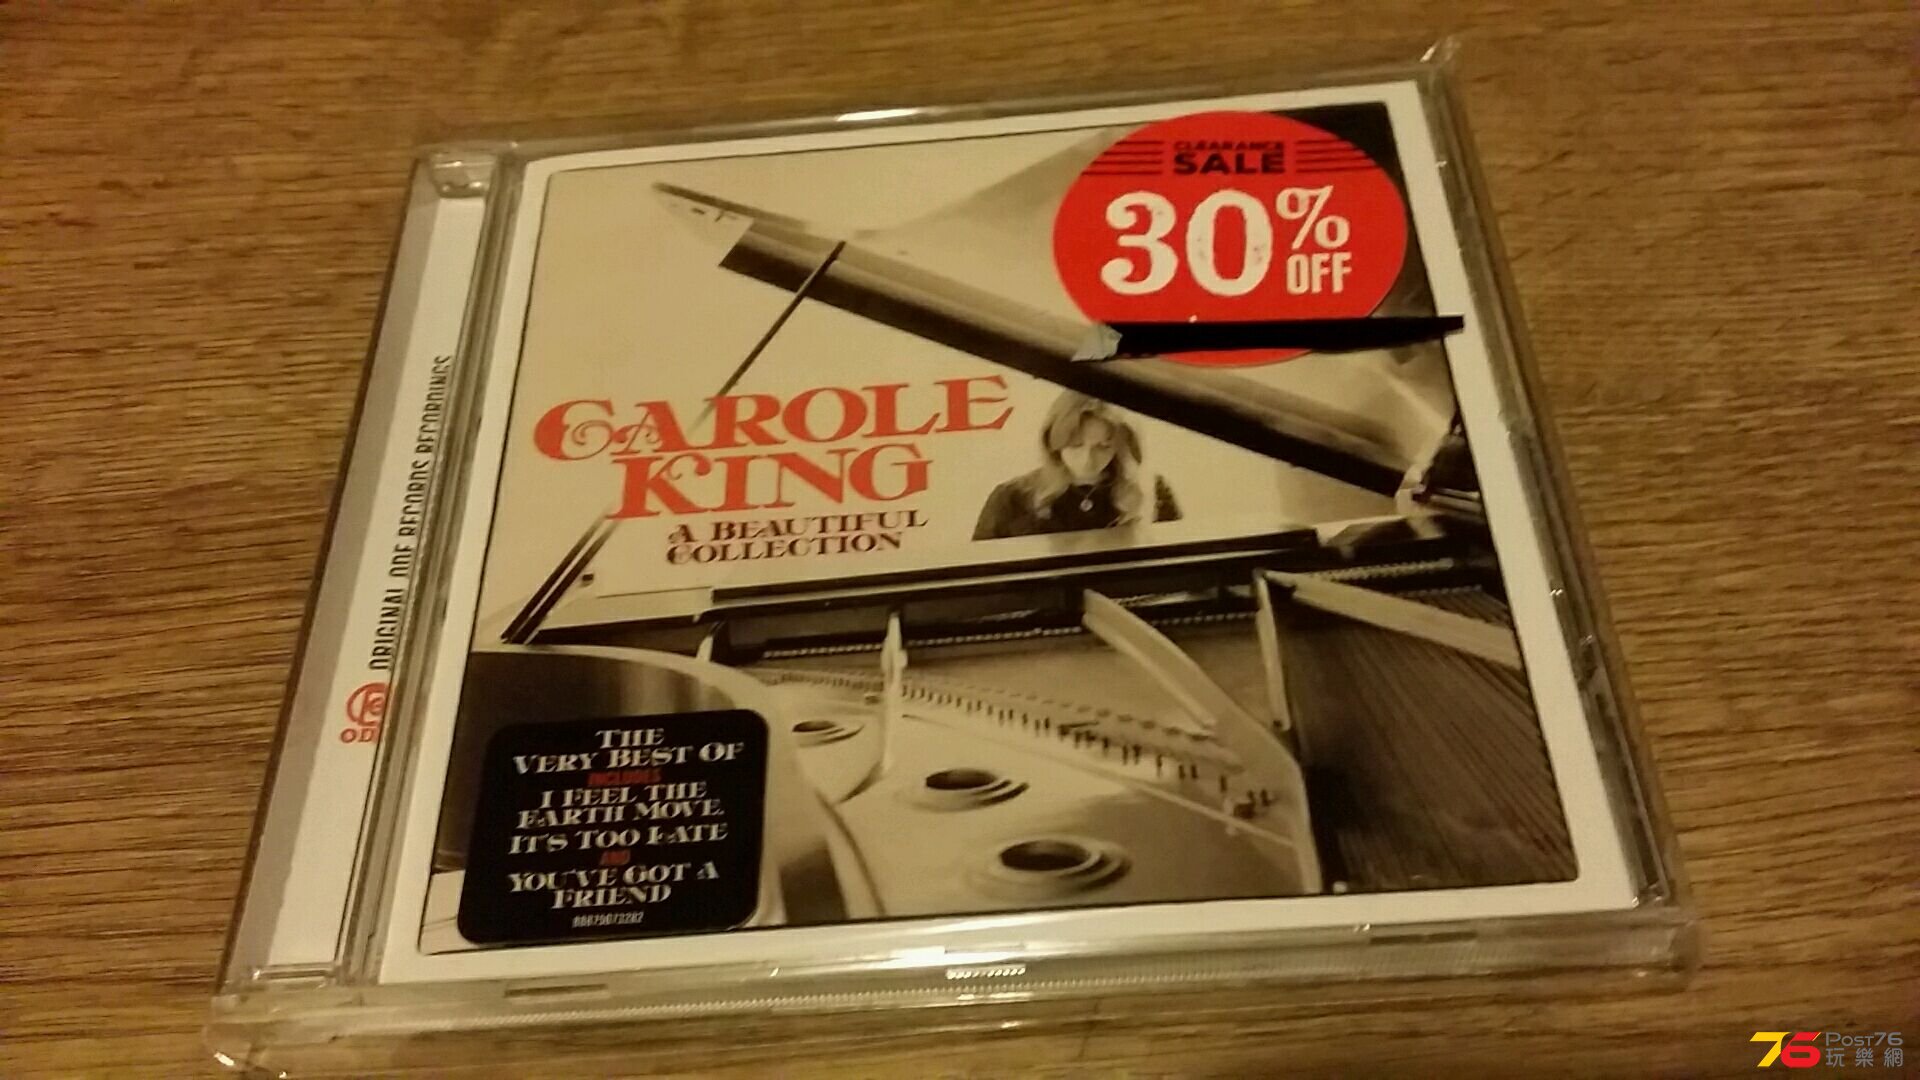 CLEARANCE
SALE
30% OFF
CAROLE
KING
A BEAUTIFUL
COLLECTION
ORIGINAL ODE RECORDS RECORDINGS
THE
VERY BEST OF
INCLUDES
I FEEL THE
EARTH MOVE
IT'S TOO LATE
AND
YOU'VE GOT A
FRIEND
76 Post76
玩樂網